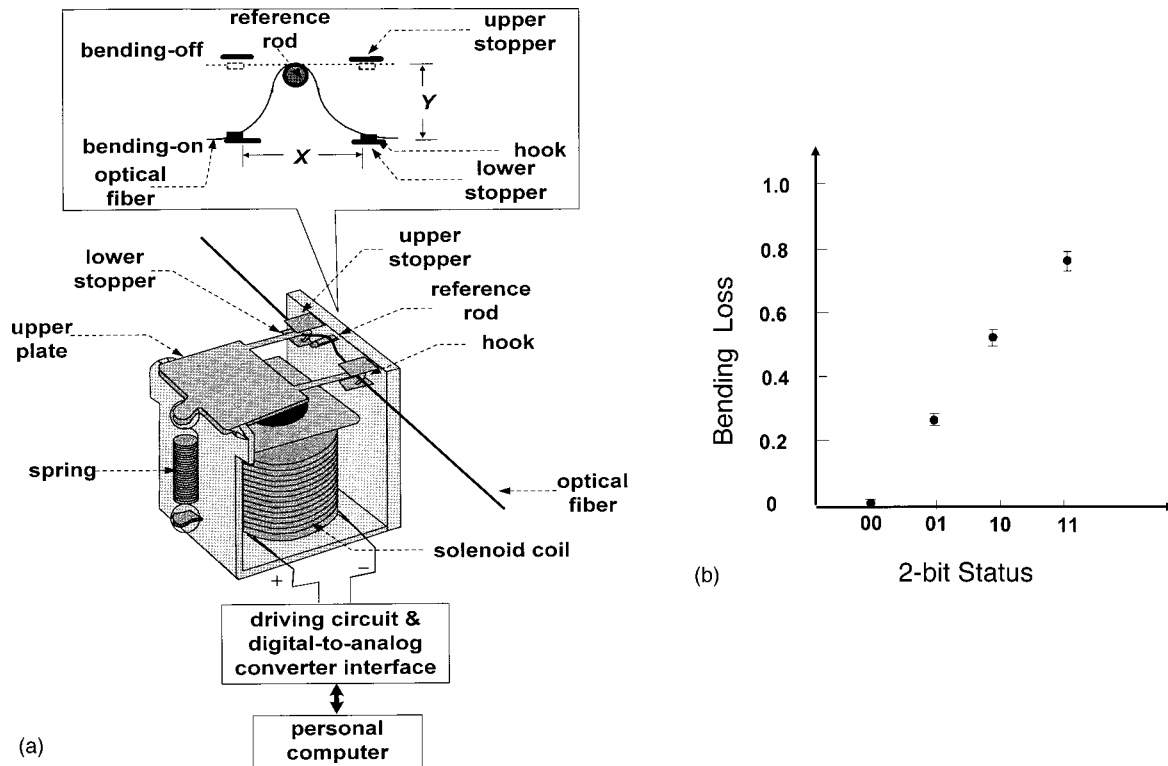 reference
rod
upper
stopper
bending-off
Y
bending-on
X
hook
optical
fiber
lower
stopper
upper
stopper
lower
stopper
reference
rod
upper
plate
hook
spring
optical
fiber
solenoid coil
+
−
driving circuit &
digital-to-analog
converter interface
personal
computer
(a)
Bending Loss
1.0
0.8
0.6
0.4
0.2
0
00 01 10 11
2-bit Status
(b)